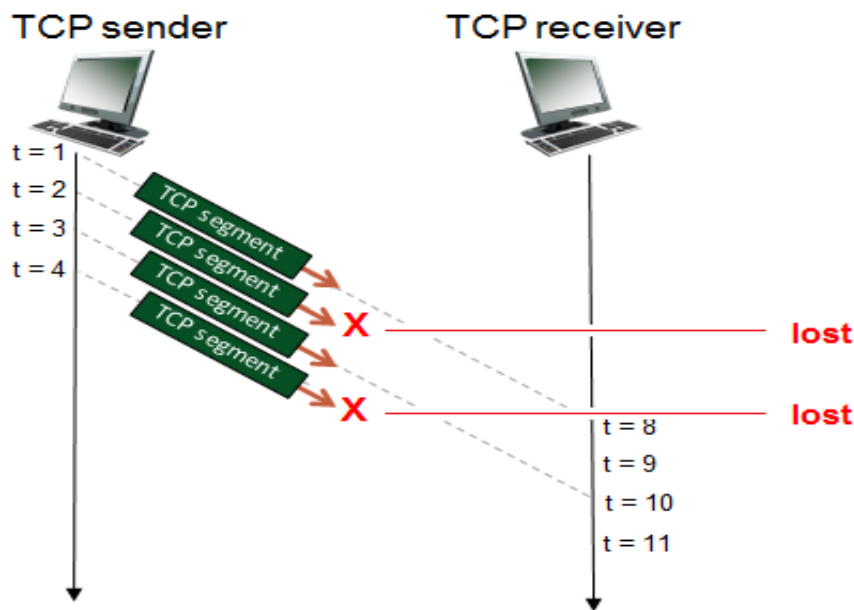 TCP sender
TCP receiver
t = 1
t = 2
t = 3
t = 4
TCP segment
TCP segment
TCP segment
TCP segment
X
lost
X
lost
t = 8
t = 9
t = 10
t = 11